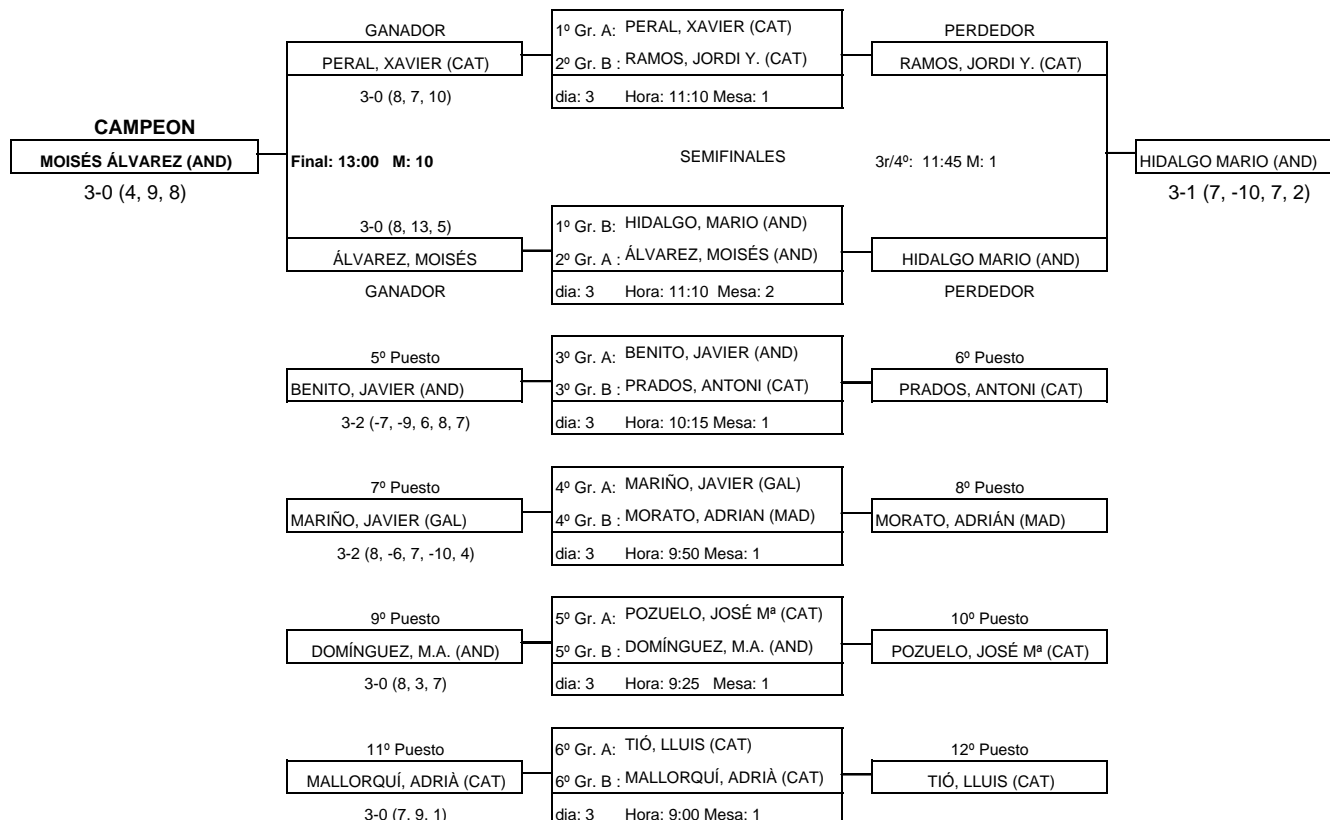 GANADOR
1º Gr. A: PERAL, XAVIER (CAT)
PERDEDOR
PERAL, XAVIER (CAT)
2º Gr. B : RAMOS, JORDI Y. (CAT)
RAMOS, JORDI Y. (CAT)
3-0 (8, 7, 10)
dia: 3 Hora: 11:10 Mesa: 1
CAMPEON
MOISÉS ÁLVAREZ (AND)
Final: 13:00 M: 10
SEMIFINALES
3r/4º: 11:45 M: 1
HIDALGO MARIO (AND)
3-0 (4, 9, 8)
3-1 (7, -10, 7, 2)
3-0 (8, 13, 5)
1º Gr. B: HIDALGO, MARIO (AND)
ÁLVAREZ, MOISÉS
2º Gr. A : ÁLVAREZ, MOISÉS (AND)
HIDALGO MARIO (AND)
GANADOR
dia: 3 Hora: 11:10 Mesa: 2
PERDEDOR
5º Puesto
3º Gr. A: BENITO, JAVIER (AND)
6º Puesto
BENITO, JAVIER (AND)
3º Gr. B : PRADOS, ANTONI (CAT)
PRADOS, ANTONI (CAT)
3-2 (-7, -9, 6, 8, 7)
dia: 3 Hora: 10:15 Mesa: 1
7º Puesto
4º Gr. A: MARIÑO, JAVIER (GAL)
8º Puesto
MARIÑO, JAVIER (GAL)
4º Gr. B : MORATO, ADRIAN (MAD)
MORATO, ADRIÁN (MAD)
3-2 (8, -6, 7, -10, 4)
dia: 3 Hora: 9:50 Mesa: 1
9º Puesto
5º Gr. A: POZUELO, JOSÉ Mª (CAT)
10º Puesto
DOMÍNGUEZ, M.A. (AND)
5º Gr. B : DOMÍNGUEZ, M.A. (AND)
POZUELO, JOSÉ Mª (CAT)
3-0 (8, 3, 7)
dia: 3 Hora: 9:25 Mesa: 1
11º Puesto
6º Gr. A: TIÓ, LLUIS (CAT)
12º Puesto
MALLORQUÍ, ADRIÀ (CAT)
6º Gr. B : MALLORQUÍ, ADRIÀ (CAT)
TIÓ, LLUIS (CAT)
3-0 (7, 9, 1)
dia: 3 Hora: 9:00 Mesa: 1